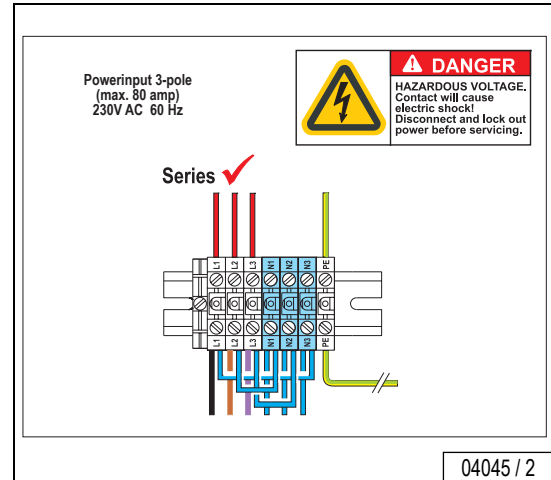 Powerinput 3-pole
(max. 80 amp)
230V AC 60 Hz
DANGER
HAZARDOUS VOLTAGE.
Contact will cause
electric shock!
Disconnect and lock out
power before servicing.
Series
L1 L2 L3 N1 N2 N3 PE
L1 L2 L3 N1 N2 N3 PE
04045 / 2